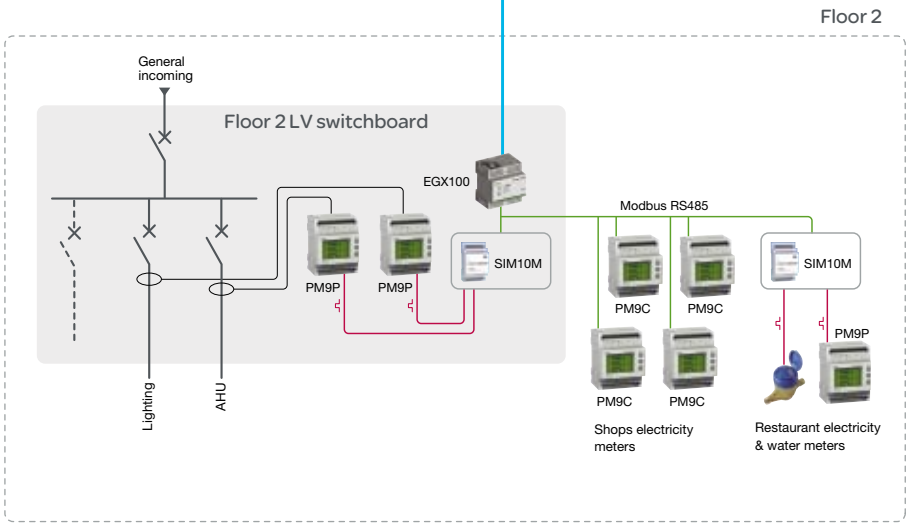 Floor 2
General
incoming
Floor 2 LV switchboard
EGX100
Modbus RS485
SIM10M
SIM10M
PM9P
PM9P
PM9C
PM9C
PM9P
PM9C
PM9C
Lighting
AHU
Shops electricity
meters
Restaurant electricity
& water meters